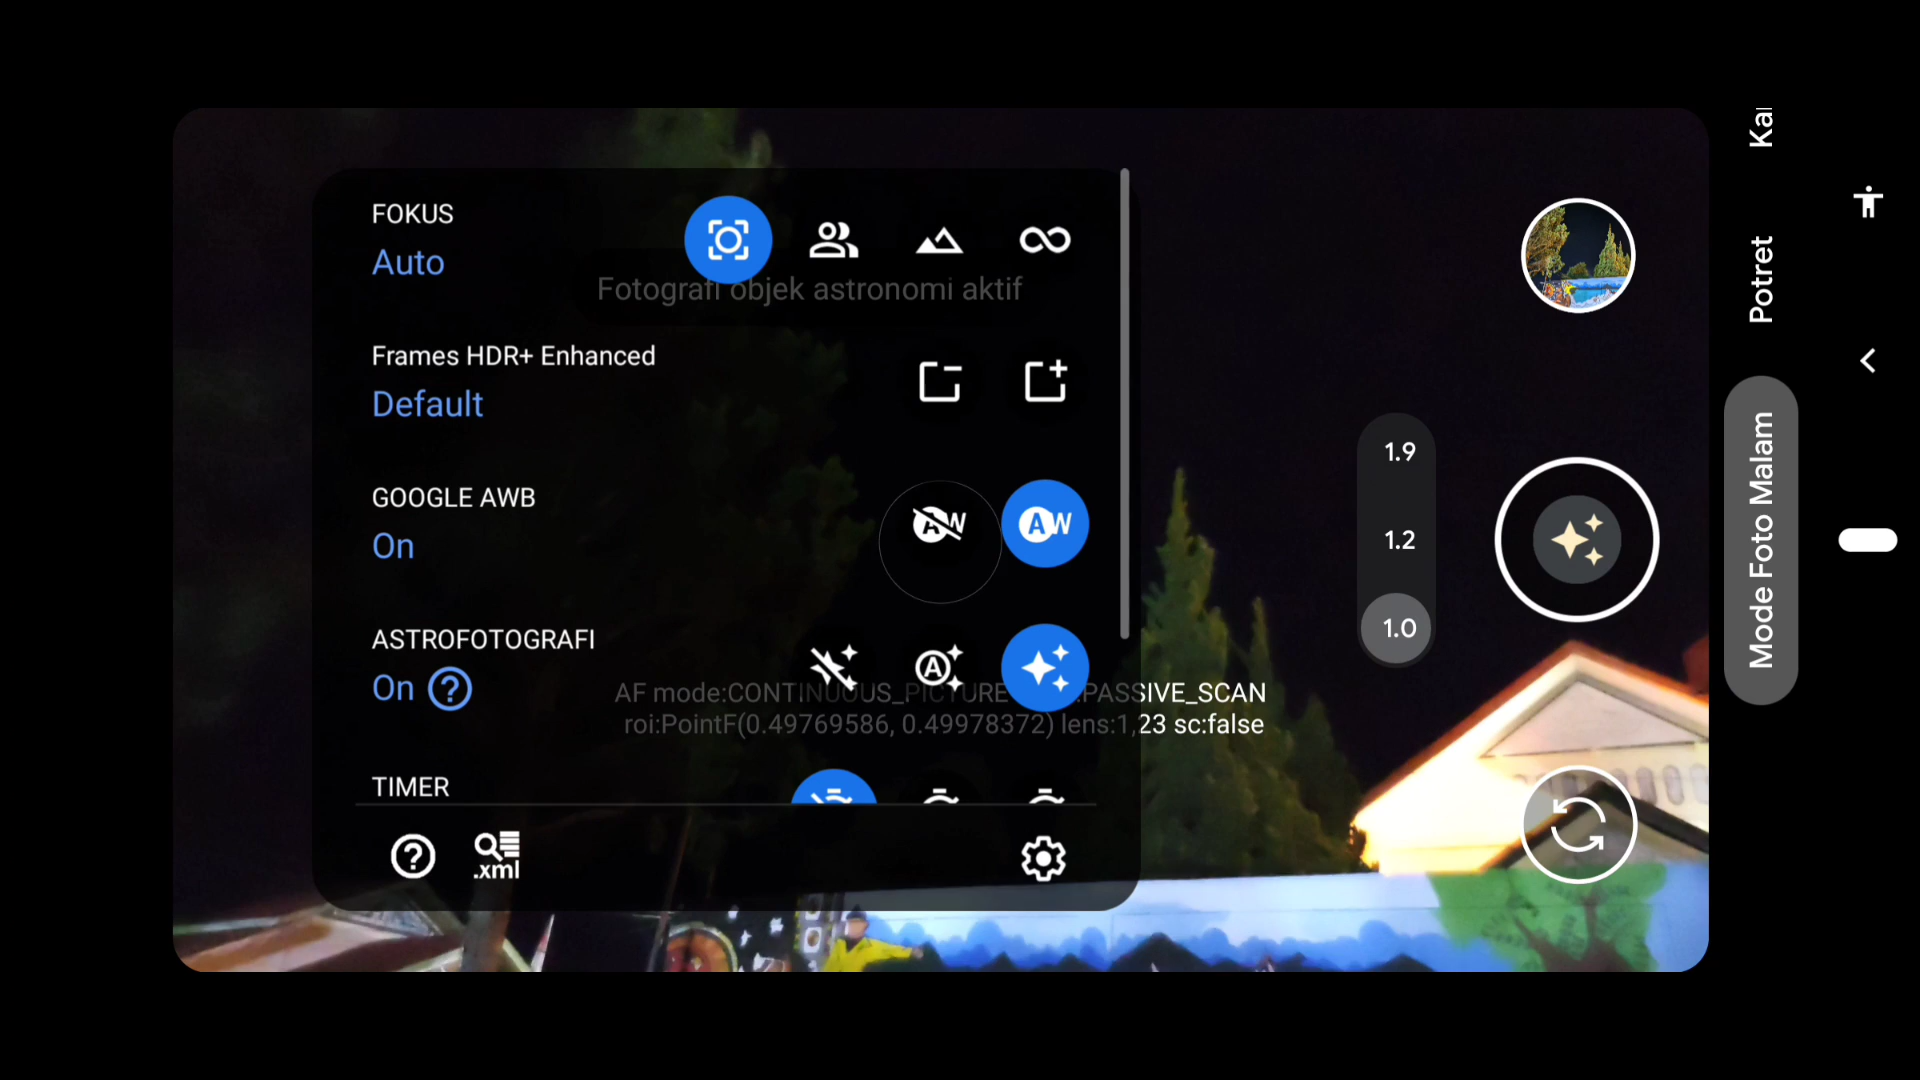 FOKUS
Auto
Fotografi objek astronomi aktif
Frames HDR+ Enhanced
Default
GOOGLE AWB
On
AW
AW
ASTROFOTOGRAFI
On ?
A
AF mode:CONTINUOUS_PICTURE PASSIVE_SCAN
roi:PointF(0.49769586, 0.49978372) lens:1,23 sc:false
TIMER
?
.xml
1.9
1.2
1.0
Potret
Mode Foto Malam